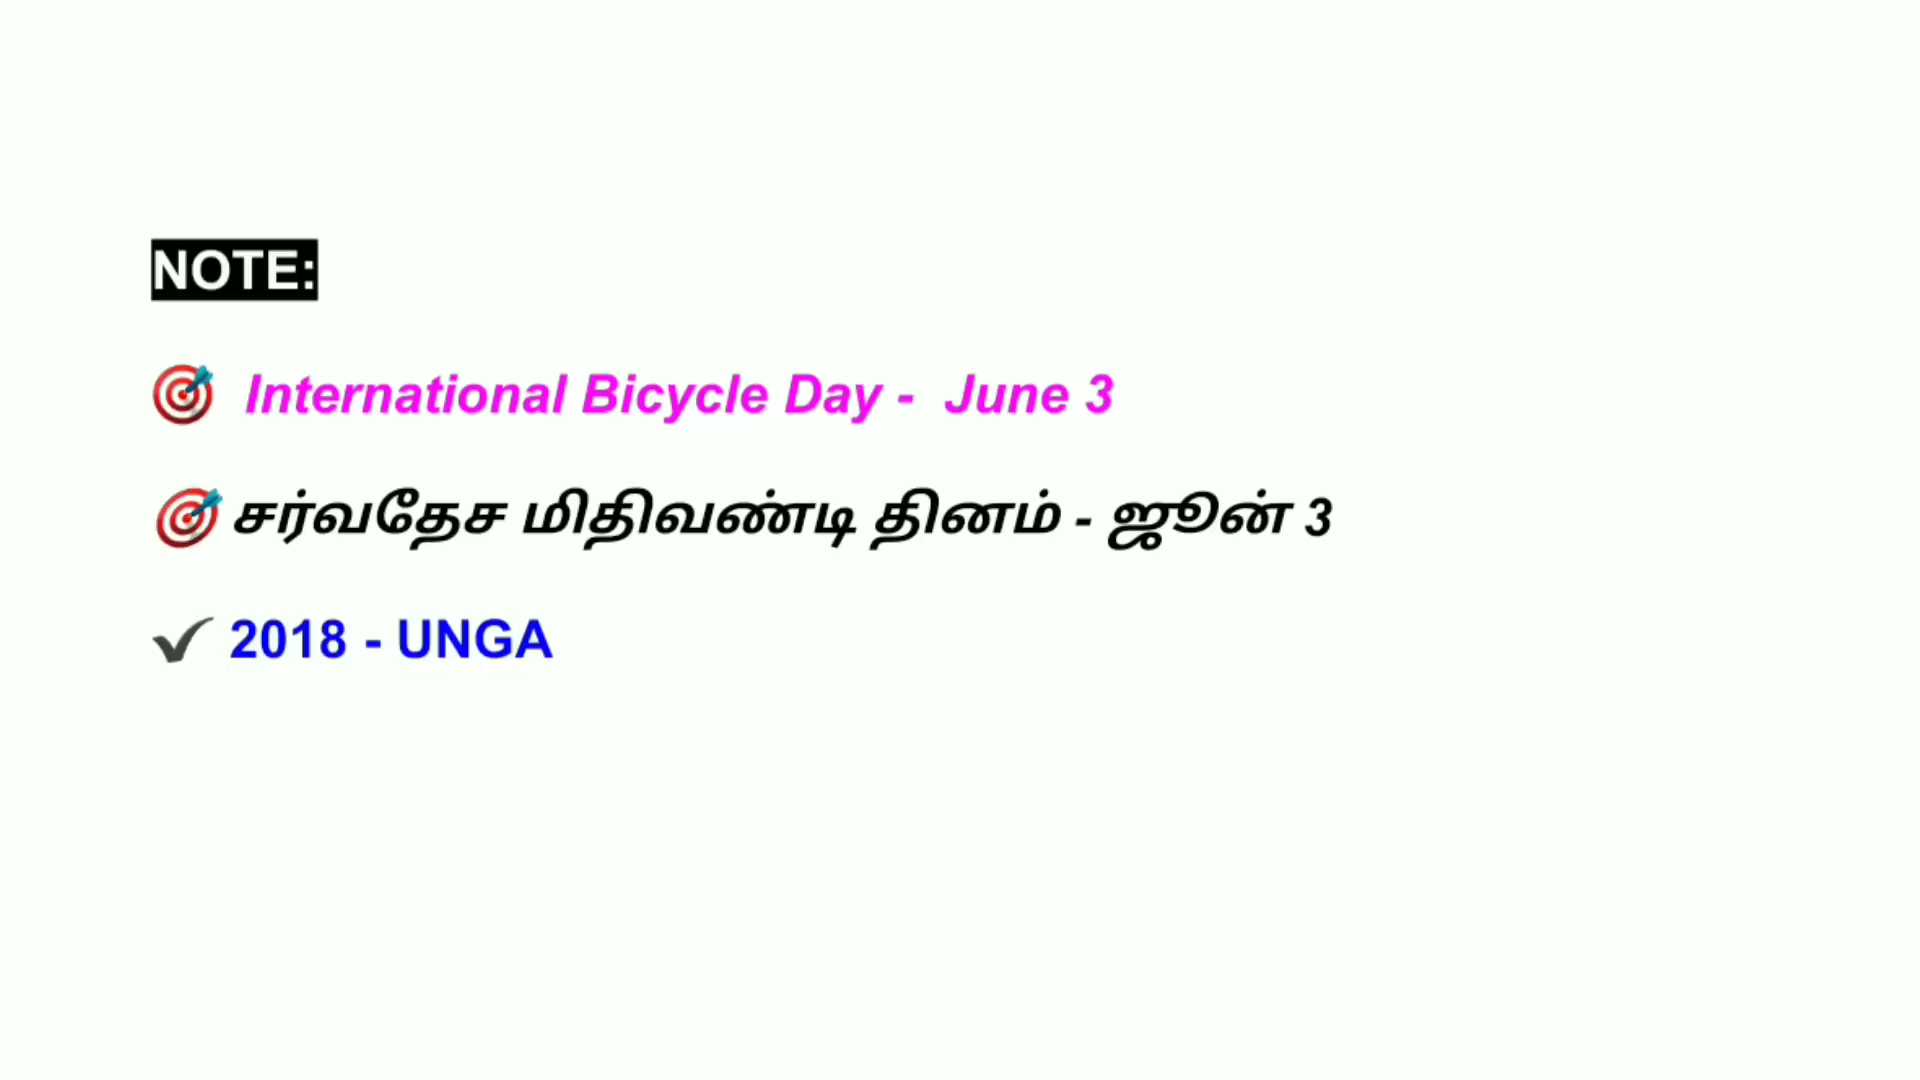 NOTE:
🎯 International Bicycle Day - June 3
🎯 சர்வதேச மிதிவண்டி தினம் - ஜூன் 3
✔ 2018 - UNGA